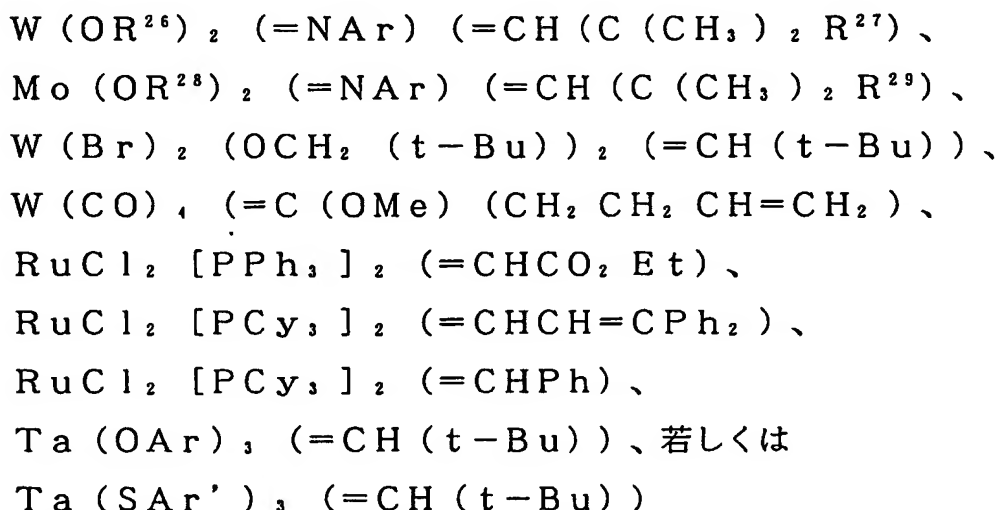 W(OR²⁶)₂(=NAr)(=CH(C(CH₃)₂R²⁷)、
Mo(OR²⁸)₂(=NAr)(=CH(C(CH₃)₂R²⁹)、
W(Br)₂(OCH₂(t-Bu))₂(=CH(t-Bu))、
W(CO)₄(=C(OMe)(CH₂CH₂CH=CH₂)、
RuCl₂[PPh₃]₂(=CHCO₂Et)、
RuCl₂[PCy₃]₂(=CHCH=CPh₂)、
RuCl₂[PCy₃]₂(=CHPh)、
Ta(OAr)₃(=CH(t-Bu))、若しくは
Ta(SAr')₃(=CH(t-Bu))